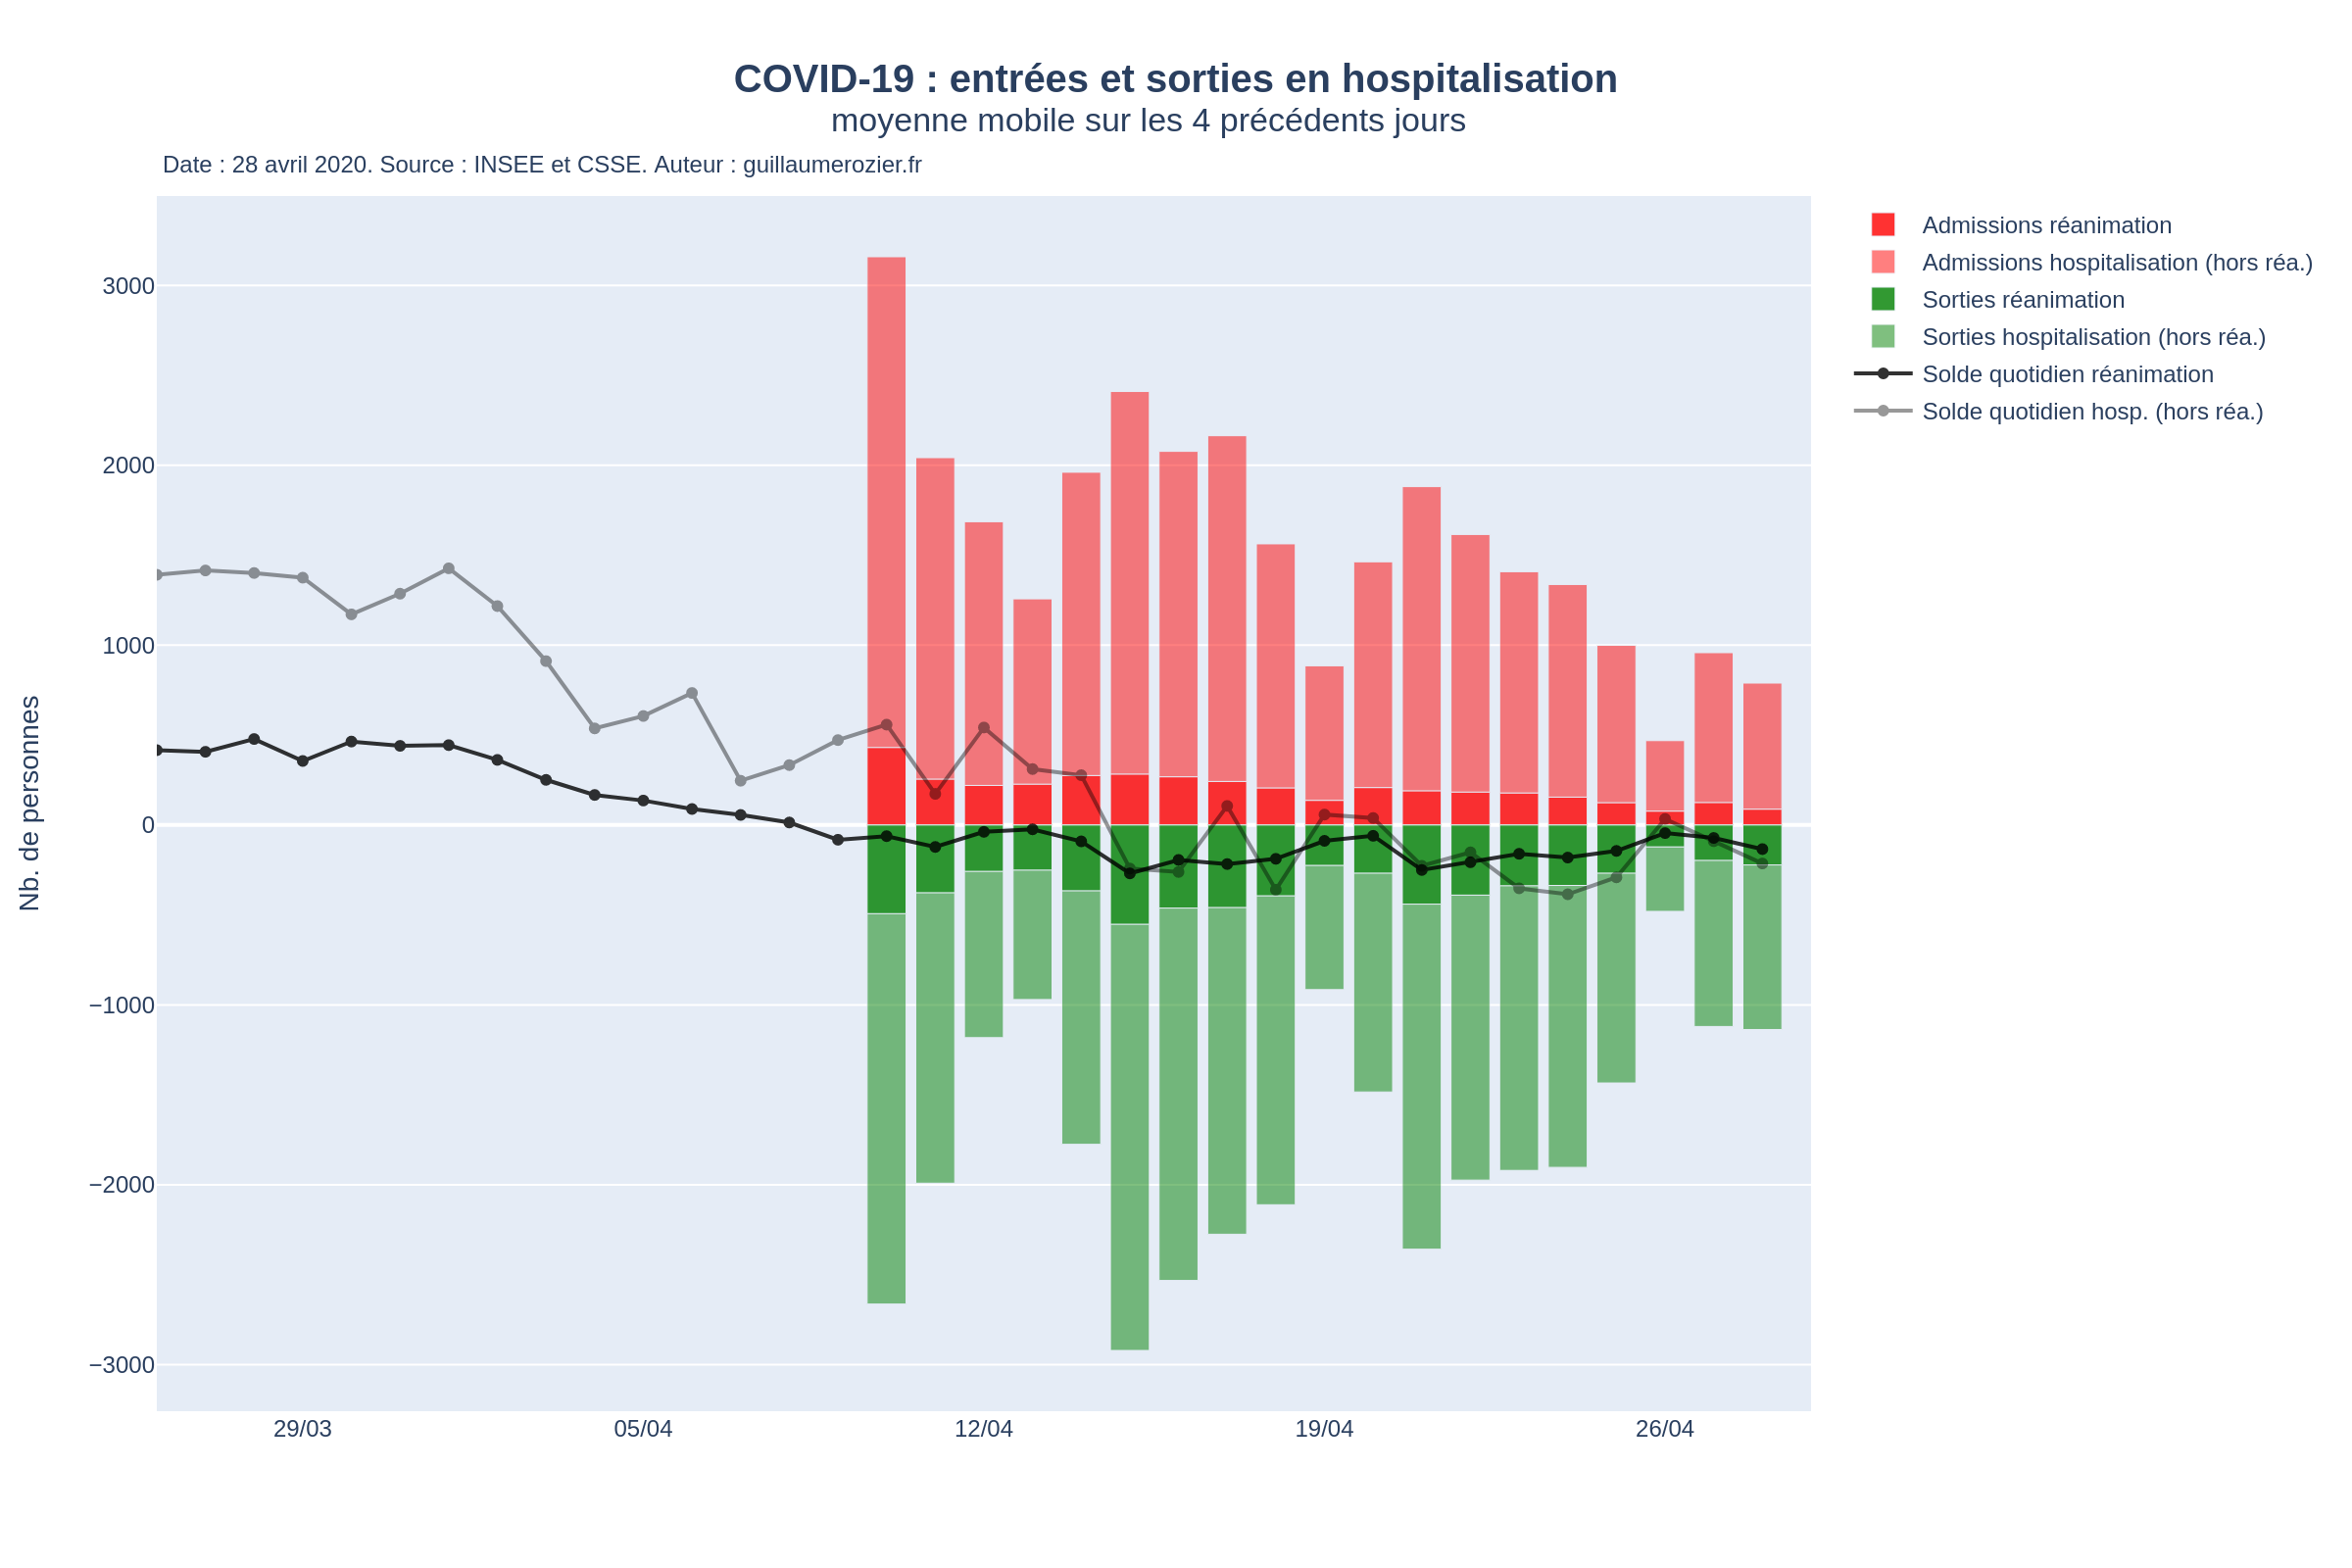 COVID-19 : entrées et sorties en hospitalisation
moyenne mobile sur les 4 précédents jours
Date : 28 avril 2020. Source : INSEE et CSSE. Auteur : guillaumerozier.fr
Admissions réanimation
Admissions hospitalisation (hors réa.)
Sorties réanimation
Sorties hospitalisation (hors réa.)
Solde quotidien réanimation
Solde quotidien hosp. (hors réa.)
Nb. de personnes
3000
2000
1000
0
−1000
−2000
−3000
29/03
05/04
12/04
19/04
26/04